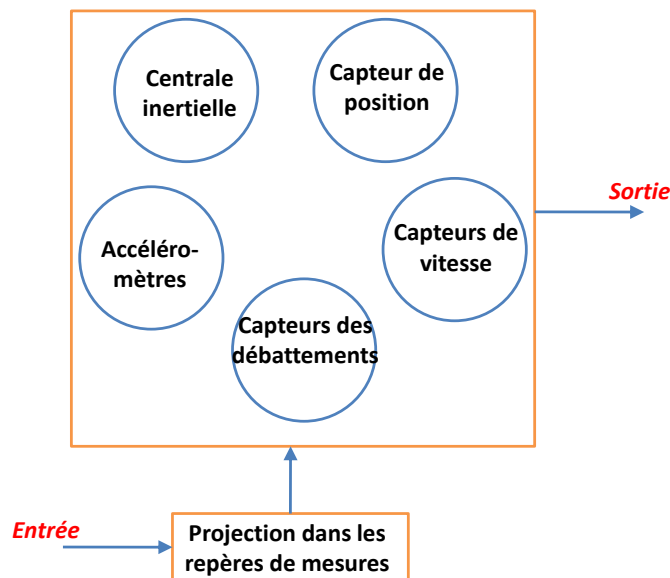 Centrale
inertielle
Capteur de
position
Sortie
Accéléro-
mètres
Capteurs de
vitesse
Capteurs des
débattements
Entrée
Projection dans les
repères de mesures